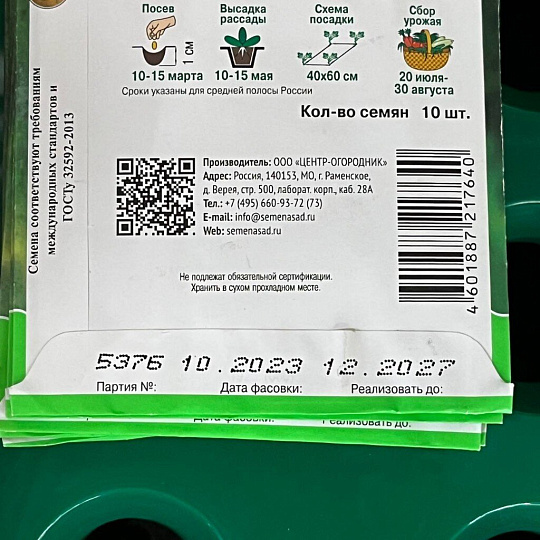 Посев
Высадка
рассады
Схема
посадки
Сбор
урожая
1 см
10-15 марта
10-15 мая
40х60 см
20 июля-
30 августа
Сроки указаны для средней полосы России
Кол-во семян 10 шт.
Семена соответствуют требованиям
международных стандартов и
ГОСТу 32592-2013
Производитель: ООО «ЦЕНТР-ОГОРОДНИК»
Адрес: Россия, 140153, МО, г. Раменское,
д. Верея, стр. 500, лаборат. корп., каб. 28А
Тел.: +7 (495) 660-93-72 (73)
E-mail: info@semenasad.ru
Web: semenasad.ru
4 601887 217640
Не подлежат обязательной сертификации.
Хранить в сухом прохладном месте.
5376 10.2023 12.2027
Партия №: Дата фасовки: Реализовать до:
Дата фасовки: Реализовать до: